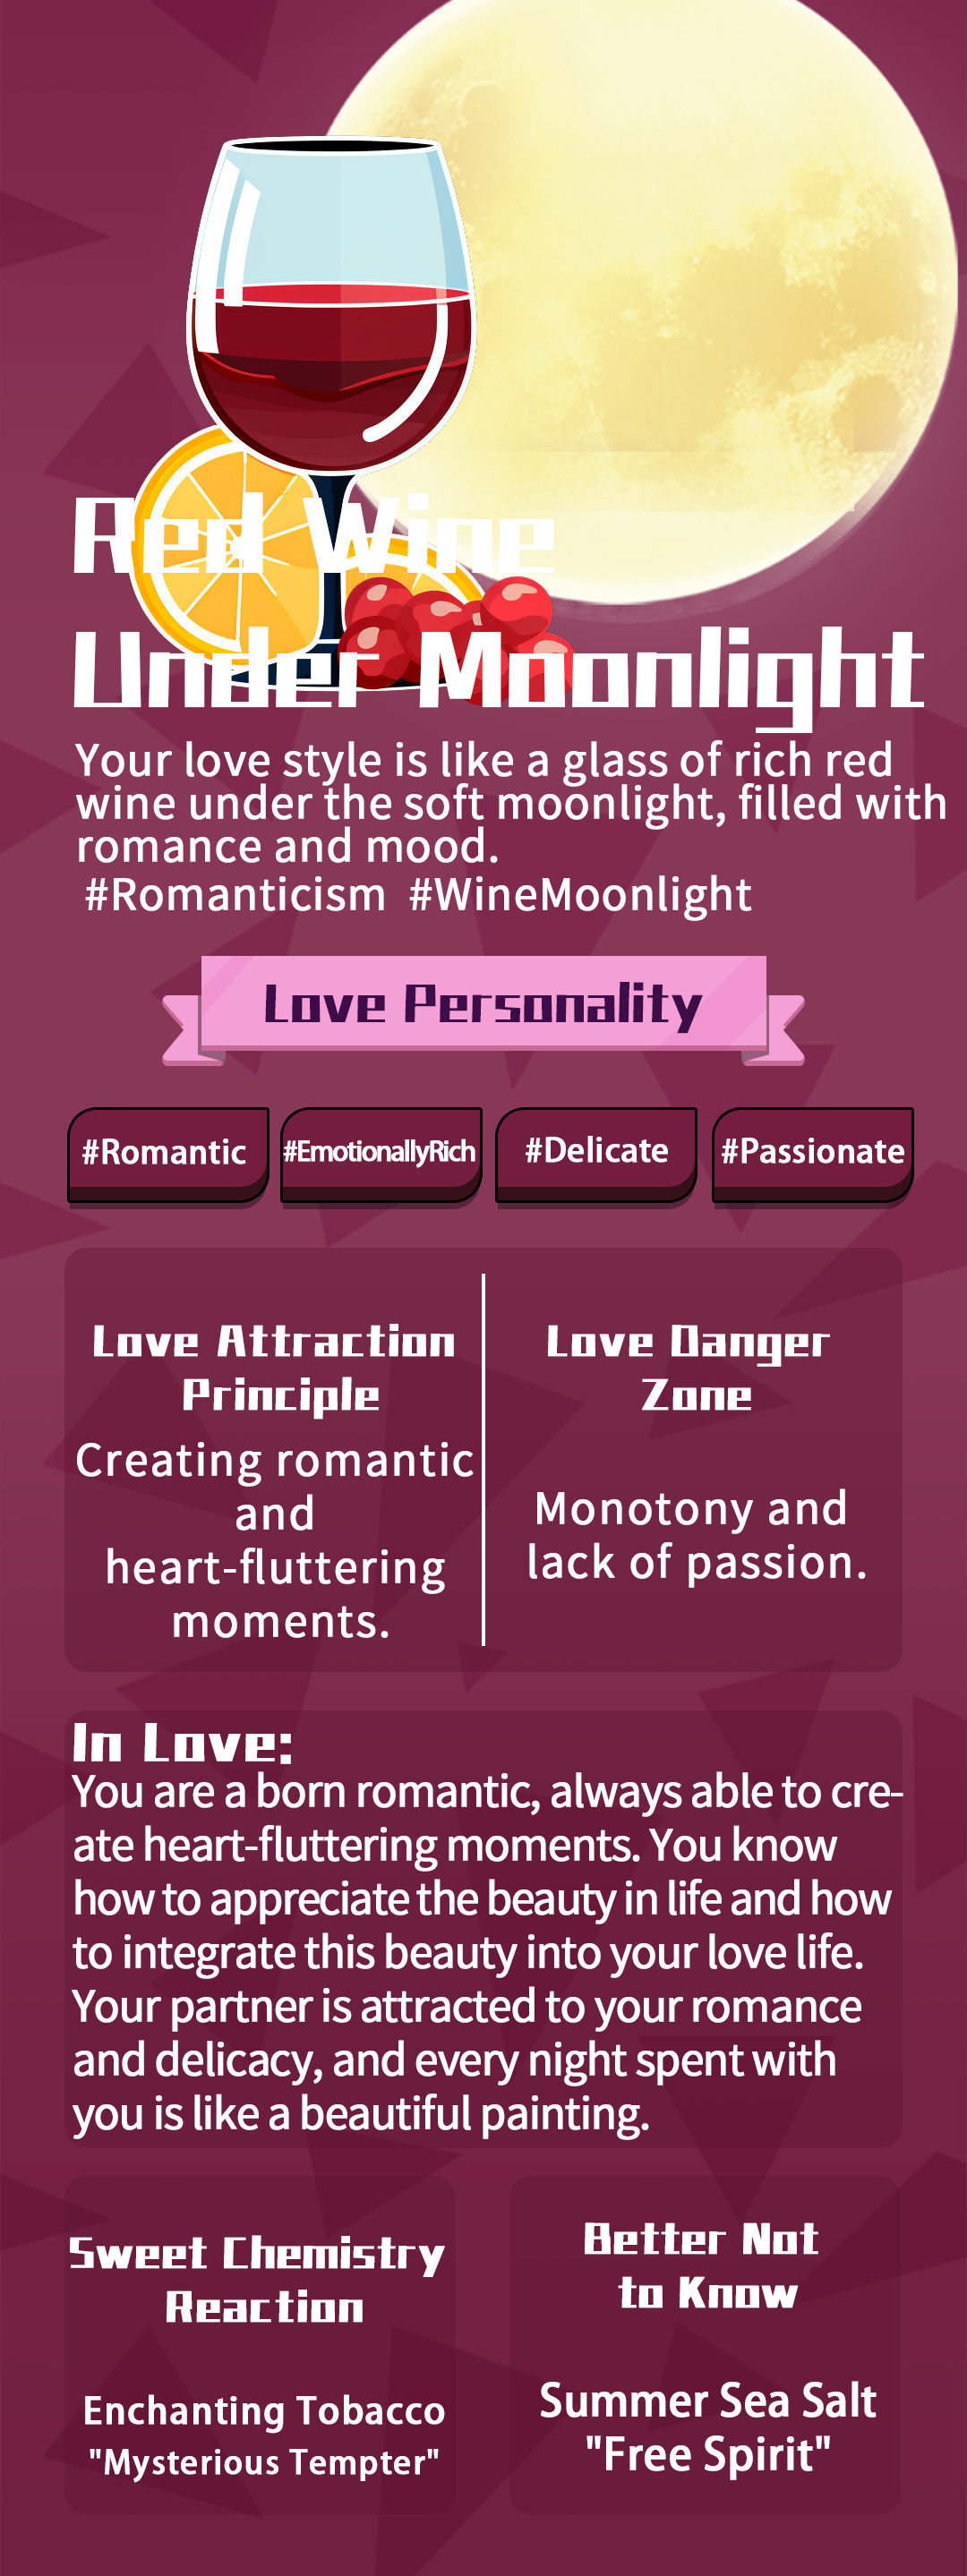 Red Wine
Under Moonlight
Your love style is like a glass of rich red
wine under the soft moonlight, filled with
romance and mood.
#Romanticism #WineMoonlight
Love Personality
#Romantic
#EmotionallyRich
#Delicate
#Passionate
Love Attraction
Principle
Creating romantic
and
heart-fluttering
moments.
Love Danger
Zone
Monotony and
lack of passion.
In Love:
You are a born romantic, always able to cre-
ate heart-fluttering moments. You know
how to appreciate the beauty in life and how
to integrate this beauty into your love life.
Your partner is attracted to your romance
and delicacy, and every night spent with
you is like a beautiful painting.
Sweet Chemistry
Reaction
Enchanting Tobacco
"Mysterious Tempter"
Better Not
to Know
Summer Sea Salt
"Free Spirit"